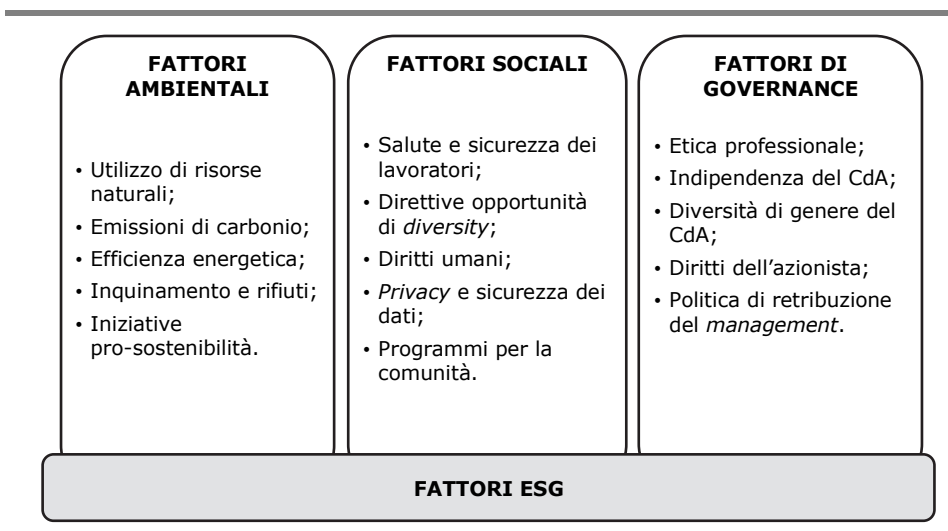 FATTORI
AMBIENTALI
• Utilizzo di risorse
naturali;
• Emissioni di carbonio;
• Efficienza energetica;
• Inquinamento e rifiuti;
• Iniziative
pro-sostenibilità.
FATTORI SOCIALI
• Salute e sicurezza dei
lavoratori;
• Direttive opportunità
di diversity;
• Diritti umani;
• Privacy e sicurezza dei
dati;
• Programmi per la
comunità.
FATTORI DI
GOVERNANCE
• Etica professionale;
• Indipendenza del CdA;
• Diversità di genere del
CdA;
• Diritti dell’azionista;
• Politica di retribuzione
del management.
FATTORI ESG